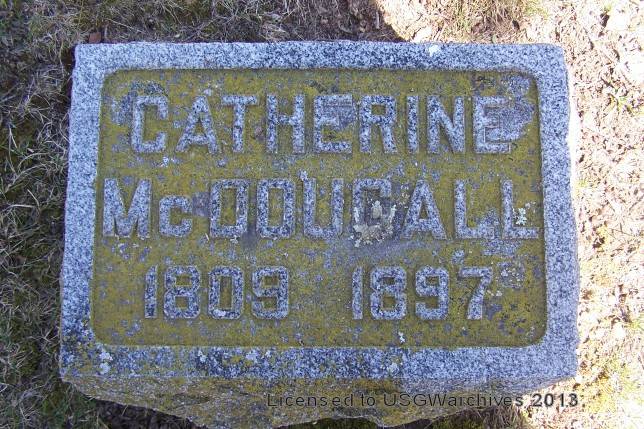 CATHERINE
McDOUGALL
1809 1897
Licensed to USGWarchives 2013